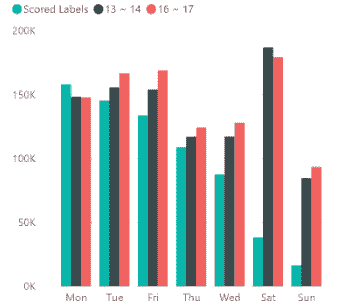 Scored Labels 13 ~ 14 16 ~ 17
200K
150K
100K
50K
0K
Mon Tue Fri Thu Wed Sat Sun